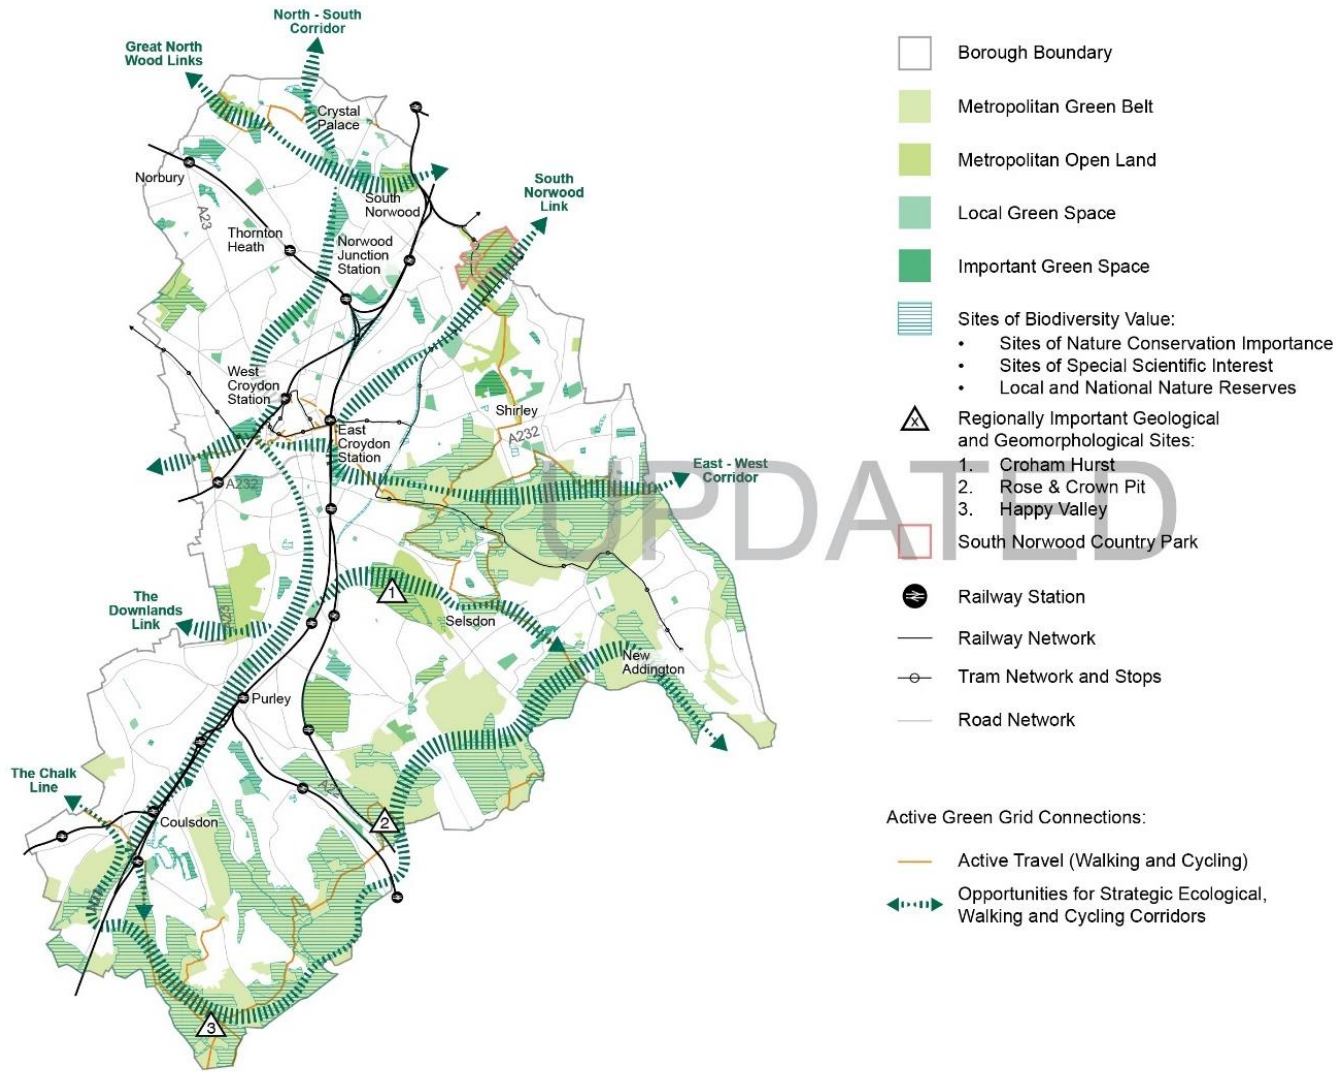 North - South
Corridor
Great North
Wood Links
Crystal
Palace
Norbury
South
Norwood
Link
A23
South
Norwood
Thornton
Heath
Norwood
Junction
Station
West
Croydon
Station
Shirley
East
Croydon
Station
A232
East - West
Corridor
A232
UPDATED
1
The
Downlands
Link
A23
Selsdon
New
Addington
Purley
The Chalk
Line
2
Coulsdon
3
Borough Boundary
Metropolitan Green Belt
Metropolitan Open Land
Local Green Space
Important Green Space
Sites of Biodiversity Value:
• Sites of Nature Conservation Importance
• Sites of Special Scientific Interest
• Local and National Nature Reserves
X
Regionally Important Geological
and Geomorphological Sites:
1. Croham Hurst
2. Rose & Crown Pit
3. Happy Valley
South Norwood Country Park
Railway Station
Railway Network
Tram Network and Stops
Road Network
Active Green Grid Connections:
Active Travel (Walking and Cycling)
Opportunities for Strategic Ecological,
Walking and Cycling Corridors